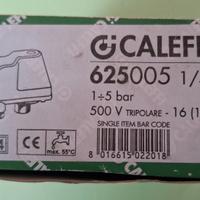 CALEFF
625005 1/
1÷5 bar
500 V TRIPOLARE - 16 (1
SINGLE ITEM BAR CODE
CE
max. 55°C
8 016615 022018